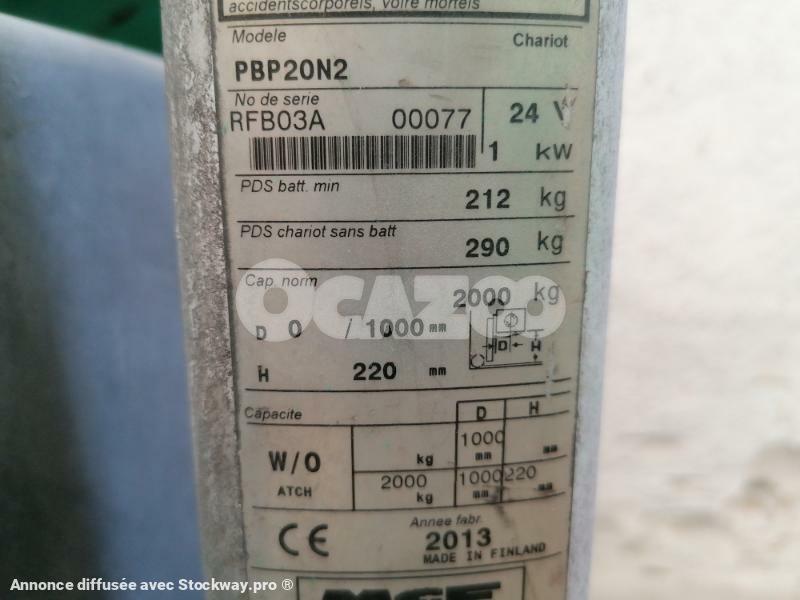 accidentscorporels, voire mortels
Modele Chariot
PBP20N2
No de serie
RFB03A 00077 24 V
1 kW
PDS batt. min
212 kg
PDS chariot sans batt
290 kg
Cap. norm
2000 kg
OCAZOO
D 0 / 1000 mm
D H
H 220 mm
Capacite D H
1000
W/O kg mm mm
2000 1000 220
ATCH kg mm mm
CE Annee fabr.
2013
MADE IN FINLAND
Annonce diffusée avec Stockway.pro ®